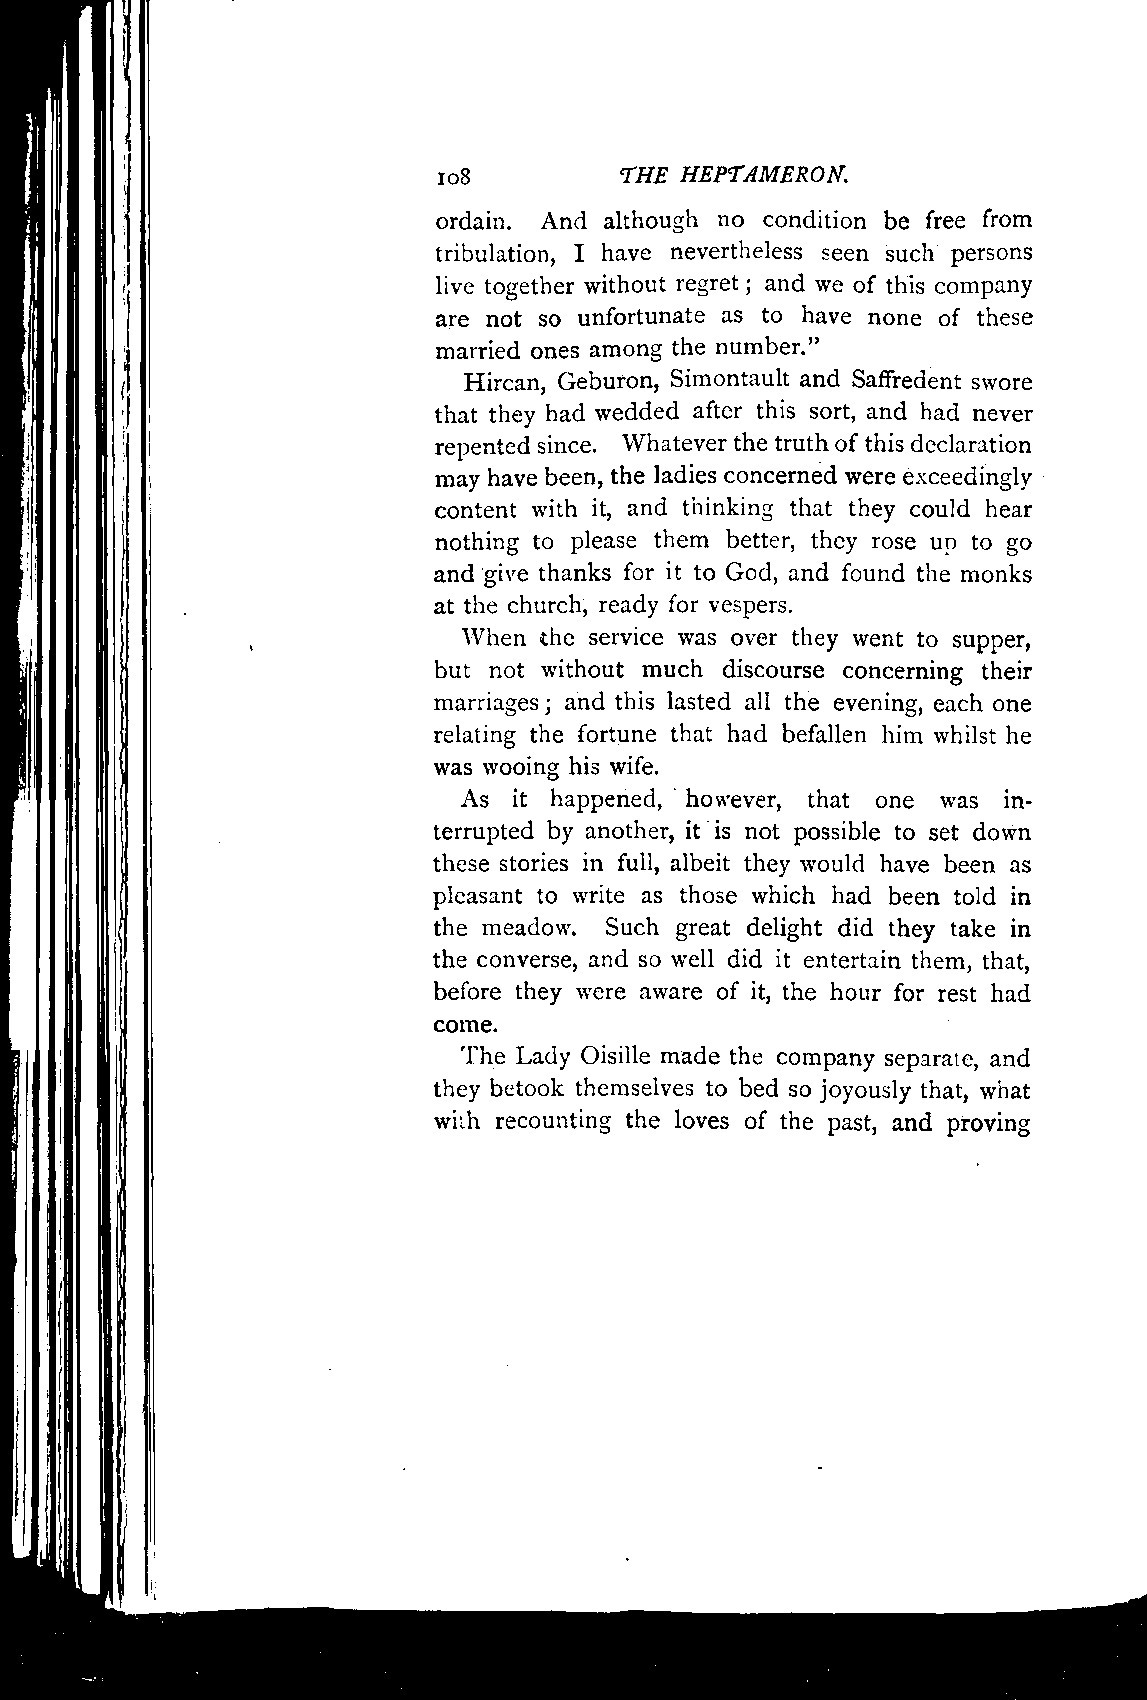 108 THE HEPTAMERON.
ordain. And although no condition be free from
tribulation, I have nevertheless seen such persons
live together without regret; and we of this company
are not so unfortunate as to have none of these
married ones among the number."
Hircan, Geburon, Simontault and Saffredent swore
that they had wedded after this sort, and had never
repented since. Whatever the truth of this declaration
may have been, the ladies concerned were exceedingly
content with it, and thinking that they could hear
nothing to please them better, they rose up to go
and give thanks for it to God, and found the monks
at the church, ready for vespers.
When the service was over they went to supper,
but not without much discourse concerning their
marriages; and this lasted all the evening, each one
relating the fortune that had befallen him whilst he
was wooing his wife.
As it happened, however, that one was in-
terrupted by another, it is not possible to set down
these stories in full, albeit they would have been as
pleasant to write as those which had been told in
the meadow. Such great delight did they take in
the converse, and so well did it entertain them, that,
before they were aware of it, the hour for rest had
come.
The Lady Oisille made the company separate, and
they betook themselves to bed so joyously that, what
with recounting the loves of the past, and proving